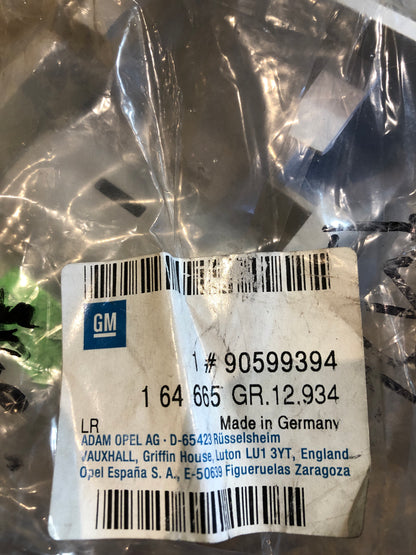 GM
1 # 90599394
1 64 665 GR.12.934
LR Made in Germany
ADAM OPEL AG · D-65423 Rüsselsheim
VAUXHALL, Griffin House, Luton LU1 3YT, England
Opel España S. A., E-50639 Figueruelas Zaragoza